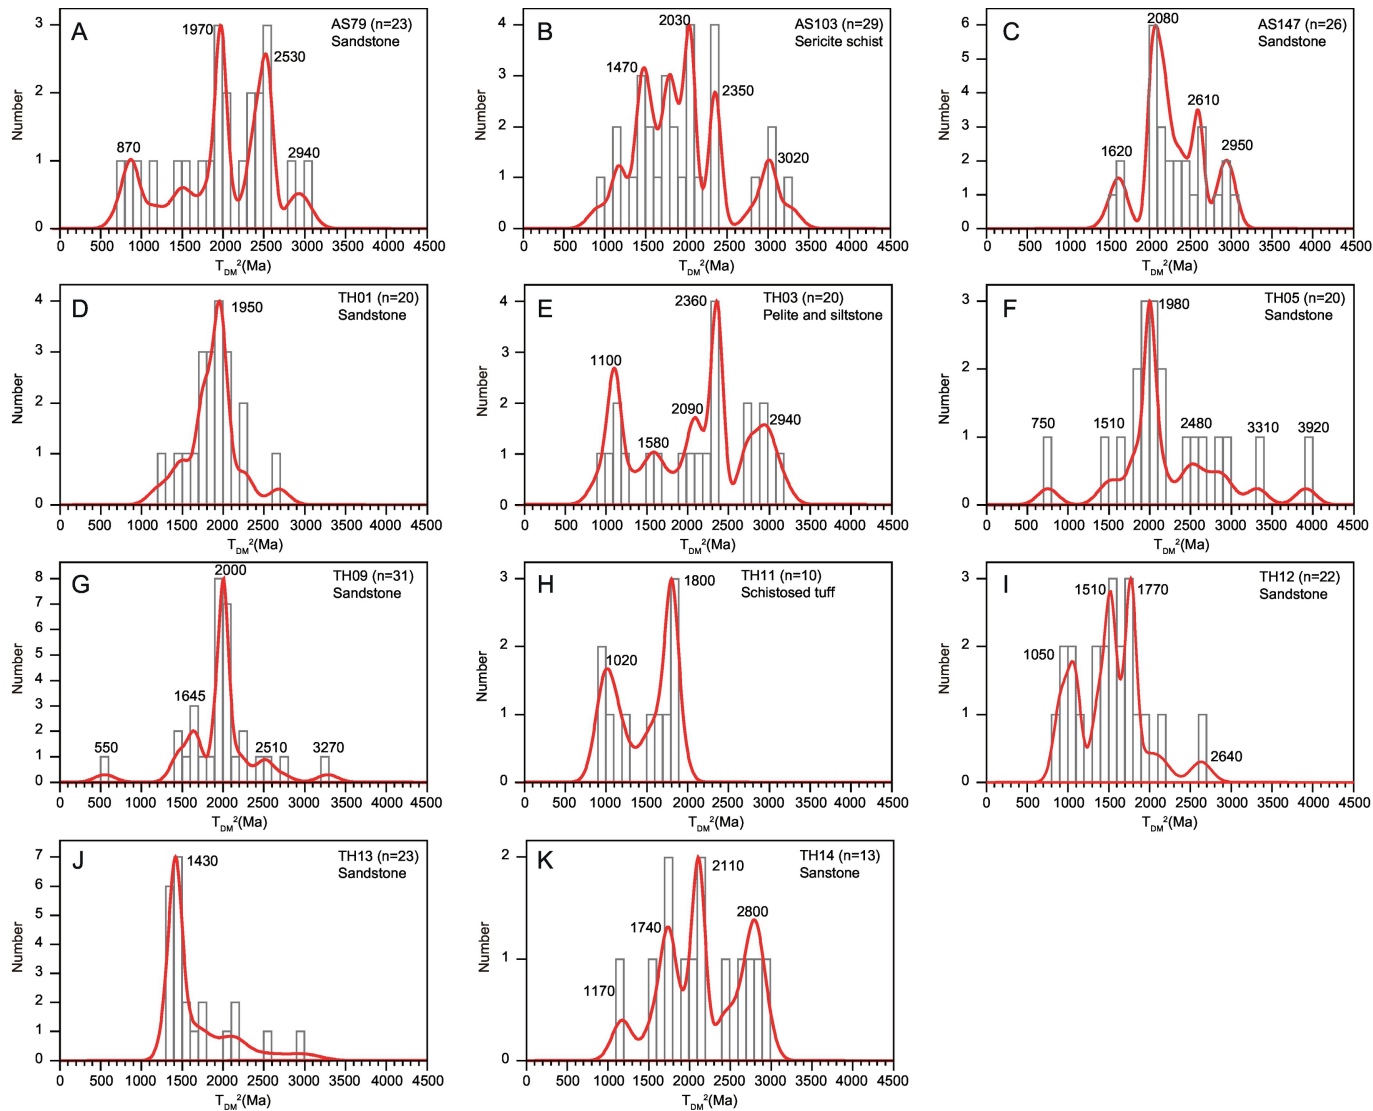 A
AS79 (n=23)
Sandstone
870
1970
2530
2940
Number
3
2
1
0
0 500 1000 1500 2000 2500 3000 3500 4000 4500
TDM²(Ma)
B
AS103 (n=29)
Sericite schist
1470
2030
2350
3020
Number
4
3
2
1
0
0 500 1000 1500 2000 2500 3000 3500 4000 4500
TDM²(Ma)
C
AS147 (n=26)
Sandstone
1620
2080
2610
2950
Number
6
5
4
3
2
1
0
0 500 1000 1500 2000 2500 3000 3500 4000 4500
TDM²(Ma)
D
TH01 (n=20)
Sandstone
1950
Number
4
3
2
1
0
0 500 1000 1500 2000 2500 3000 3500 4000 4500
TDM²(Ma)
E
TH03 (n=20)
Pelite and siltstone
1100
1580
2090
2360
2940
Number
4
3
2
1
0
0 500 1000 1500 2000 2500 3000 3500 4000 4500
TDM²(Ma)
F
TH05 (n=20)
Sandstone
750
1510
1980
2480
3310
3920
Number
3
2
1
0
0 500 1000 1500 2000 2500 3000 3500 4000 4500
TDM²(Ma)
G
TH09 (n=31)
Sandstone
550
1645
2000
2510
3270
Number
8
7
6
5
4
3
2
1
0
0 500 1000 1500 2000 2500 3000 3500 4000 4500
TDM²(Ma)
H
TH11 (n=10)
Schistosed tuff
1020
1800
Number
3
2
1
0
0 500 1000 1500 2000 2500 3000 3500 4000 4500
TDM²(Ma)
I
TH12 (n=22)
Sandstone
1050
1510
1770
2640
Number
3
2
1
0
0 500 1000 1500 2000 2500 3000 3500 4000 4500
TDM²(Ma)
J
TH13 (n=23)
Sandstone
1430
Number
7
6
5
4
3
2
1
0
0 500 1000 1500 2000 2500 3000 3500 4000 4500
TDM²(Ma)
K
TH14 (n=13)
Sanstone
1170
1740
2110
2800
Number
2
1
0
0 500 1000 1500 2000 2500 3000 3500 4000 4500
TDM²(Ma)